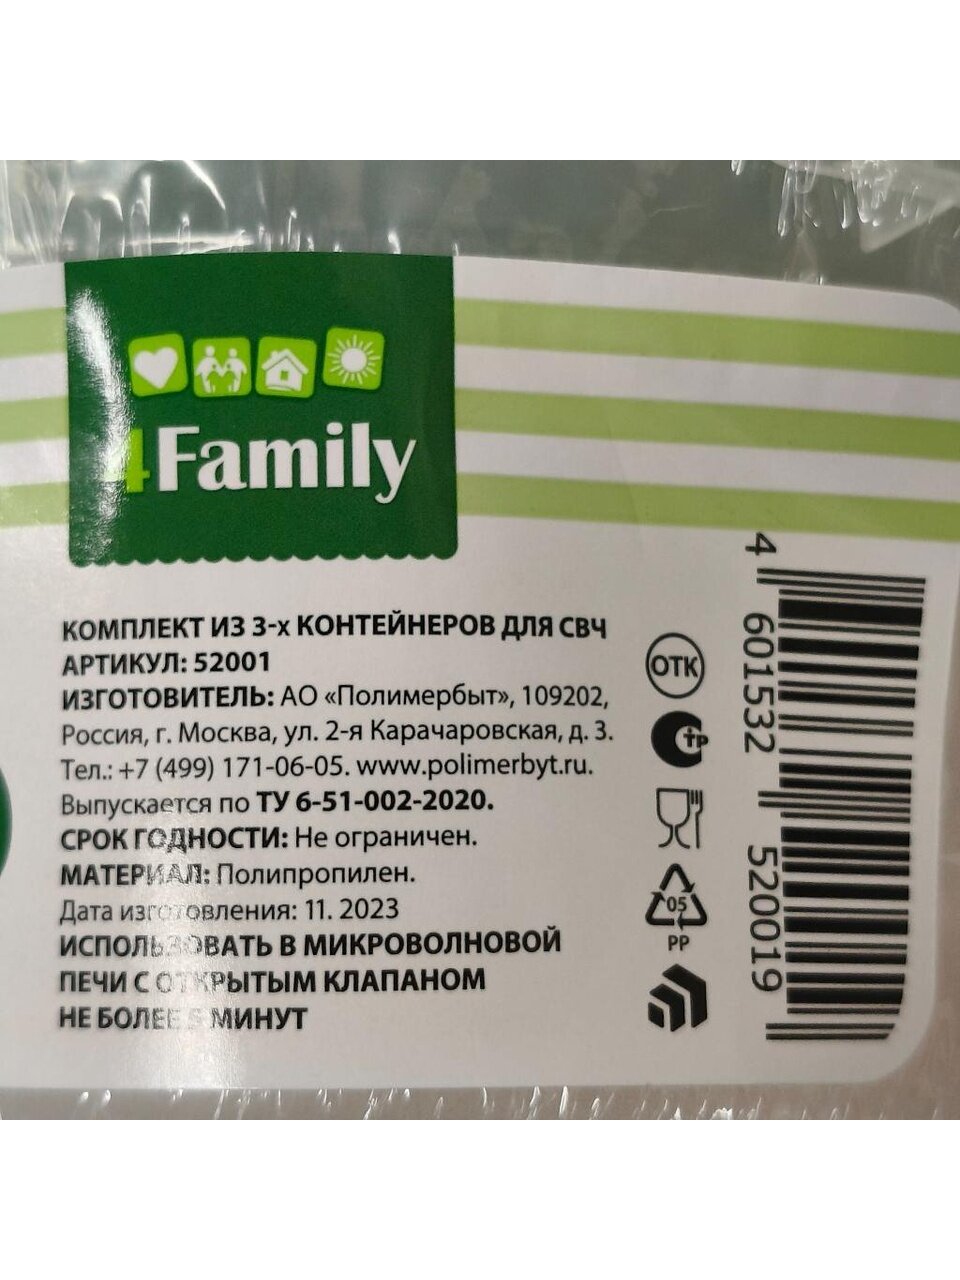 4Family
КОМПЛЕКТ ИЗ 3-х КОНТЕЙНЕРОВ ДЛЯ СВЧ
АРТИКУЛ: 52001
ИЗГОТОВИТЕЛЬ: АО «Полимербыт», 109202,
Россия, г. Москва, ул. 2-я Карачаровская, д. 3.
Тел.: +7 (499) 171-06-05. www.polimerbyt.ru.
Выпускается по ТУ 6-51-002-2020.
СРОК ГОДНОСТИ: Не ограничен.
МАТЕРИАЛ: Полипропилен.
Дата изготовления: 11. 2023
ИСПОЛЬЗОВАТЬ В МИКРОВОЛНОВОЙ
ПЕЧИ С ОТКРЫТЫМ КЛАПАНОМ
НЕ БОЛЕЕ 5 МИНУТ
ОТК
СТР
05
PP
4 601532 520019